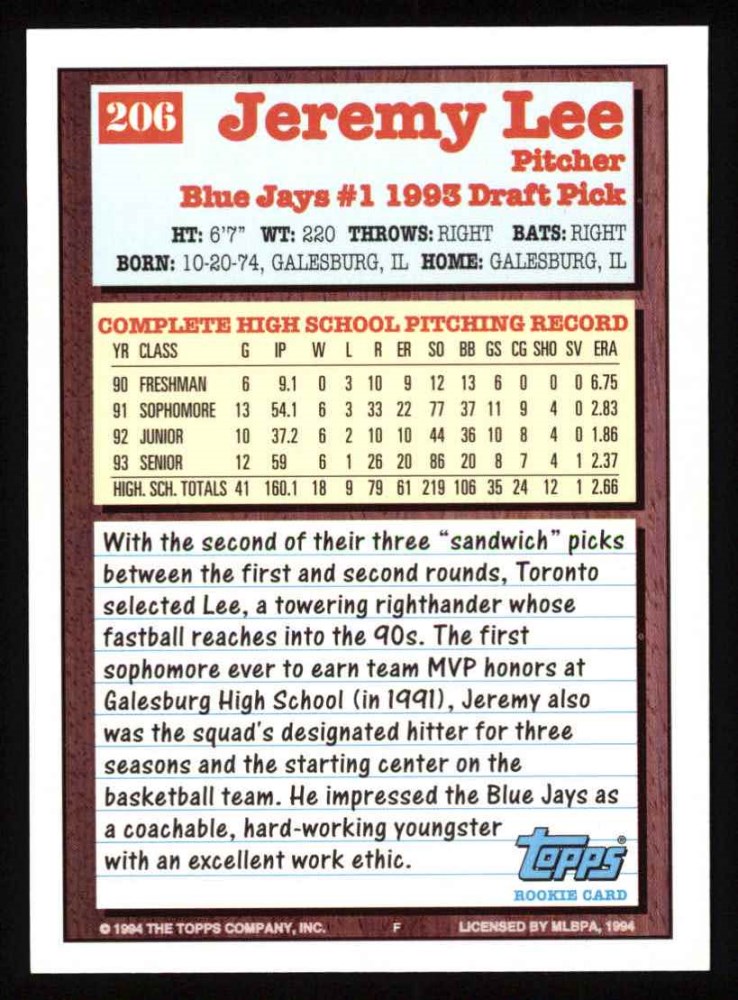 206 Jeremy Lee
Pitcher
Blue Jays #1 1993 Draft Pick
HT: 6'7" WT: 220 THROWS: RIGHT BATS: RIGHT
BORN: 10-20-74, GALESBURG, IL HOME: GALESBURG, IL
COMPLETE HIGH SCHOOL PITCHING RECORD
YR CLASS G IP W L R ER SO BB GS CG SHO SV ERA
90 FRESHMAN 6 9.1 0 3 10 9 12 13 6 0 0 0 6.75
91 SOPHOMORE 13 54.1 6 3 33 22 77 37 11 9 4 0 2.83
92 JUNIOR 10 37.2 6 2 10 10 44 36 10 8 4 0 1.86
93 SENIOR 12 59 6 1 26 20 86 20 8 7 4 1 2.37
HIGH. SCH. TOTALS 41 160.1 18 9 79 61 219 106 35 24 12 1 2.66
With the second of their three “sandwich” picks
between the first and second rounds, Toronto
selected Lee, a towering righthander whose
fastball reaches into the 90s. The first
sophomore ever to earn team MVP honors at
Galesburg High School (in 1991), Jeremy also
was the squad's designated hitter for three
seasons and the starting center on the
basketball team. He impressed the Blue Jays as
a coachable, hard-working youngster
with an excellent work ethic.
Topps®
ROOKIE CARD
© 1994 THE TOPPS COMPANY, INC. F LICENSED BY MLBPA, 1994